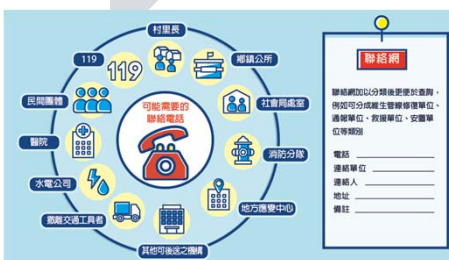 村里長
鄉鎮公所
社會局處室
消防分隊
地方應變中心
其他可後送之機構
撤離交通工具者
水電公司
醫院
民間團體
119
119
可能需要的
聯絡電話
聯絡網
聯絡網加以分類後更便於查詢，
例如可分成維生管線修復單位、
通報單位、救援單位、安置單
位等類別
電話
連絡單位
連絡人
地址
備註